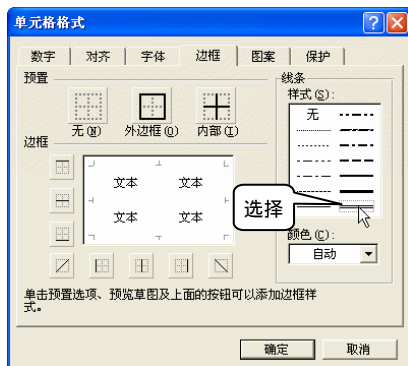 单元格格式
数字 对齐 字体 边框 图案 保护
预置
线条
样式(S):
无
无(N) 外边框(O) 内部(I)
边框
文本 文本
文本 文本
选择
颜色(C):
自动
单击预置选项、预览草图及上面的按钮可以添加边框样
式。
确定 取消